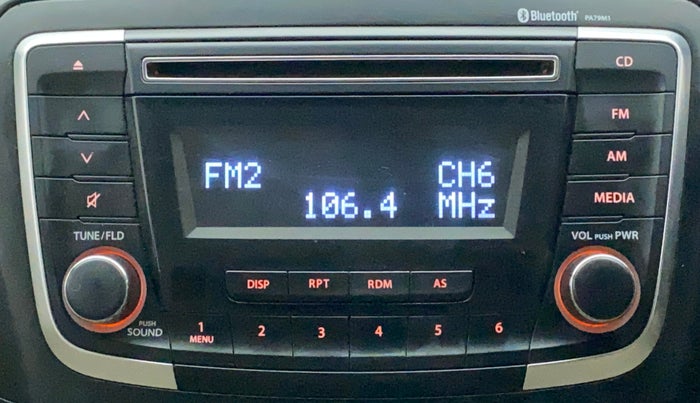 Bluetooth® PA79M1
CD
FM
AM
MEDIA
FM2 CH6
106.4 MHz
TUNE/FLD
VOL PUSH PWR
DISP RPT RDM AS
PUSH
SOUND
1 2 3 4 5 6
MENU